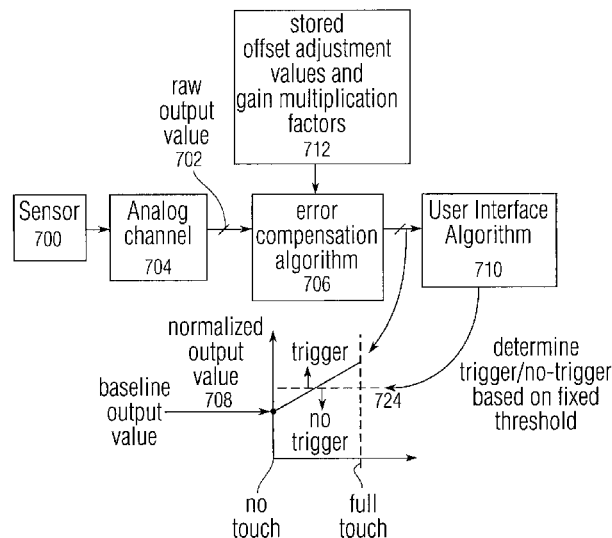 stored
offset adjustment
values and
gain multiplication
factors
712
raw
output
value
702
Sensor
700
Analog
channel
704
error
compensation
algorithm
706
User Interface
Algorithm
710
normalized
output
value
708
baseline
output
value
trigger
no
trigger
724
determine
trigger/no-trigger
based on fixed
threshold
no
touch
full
touch